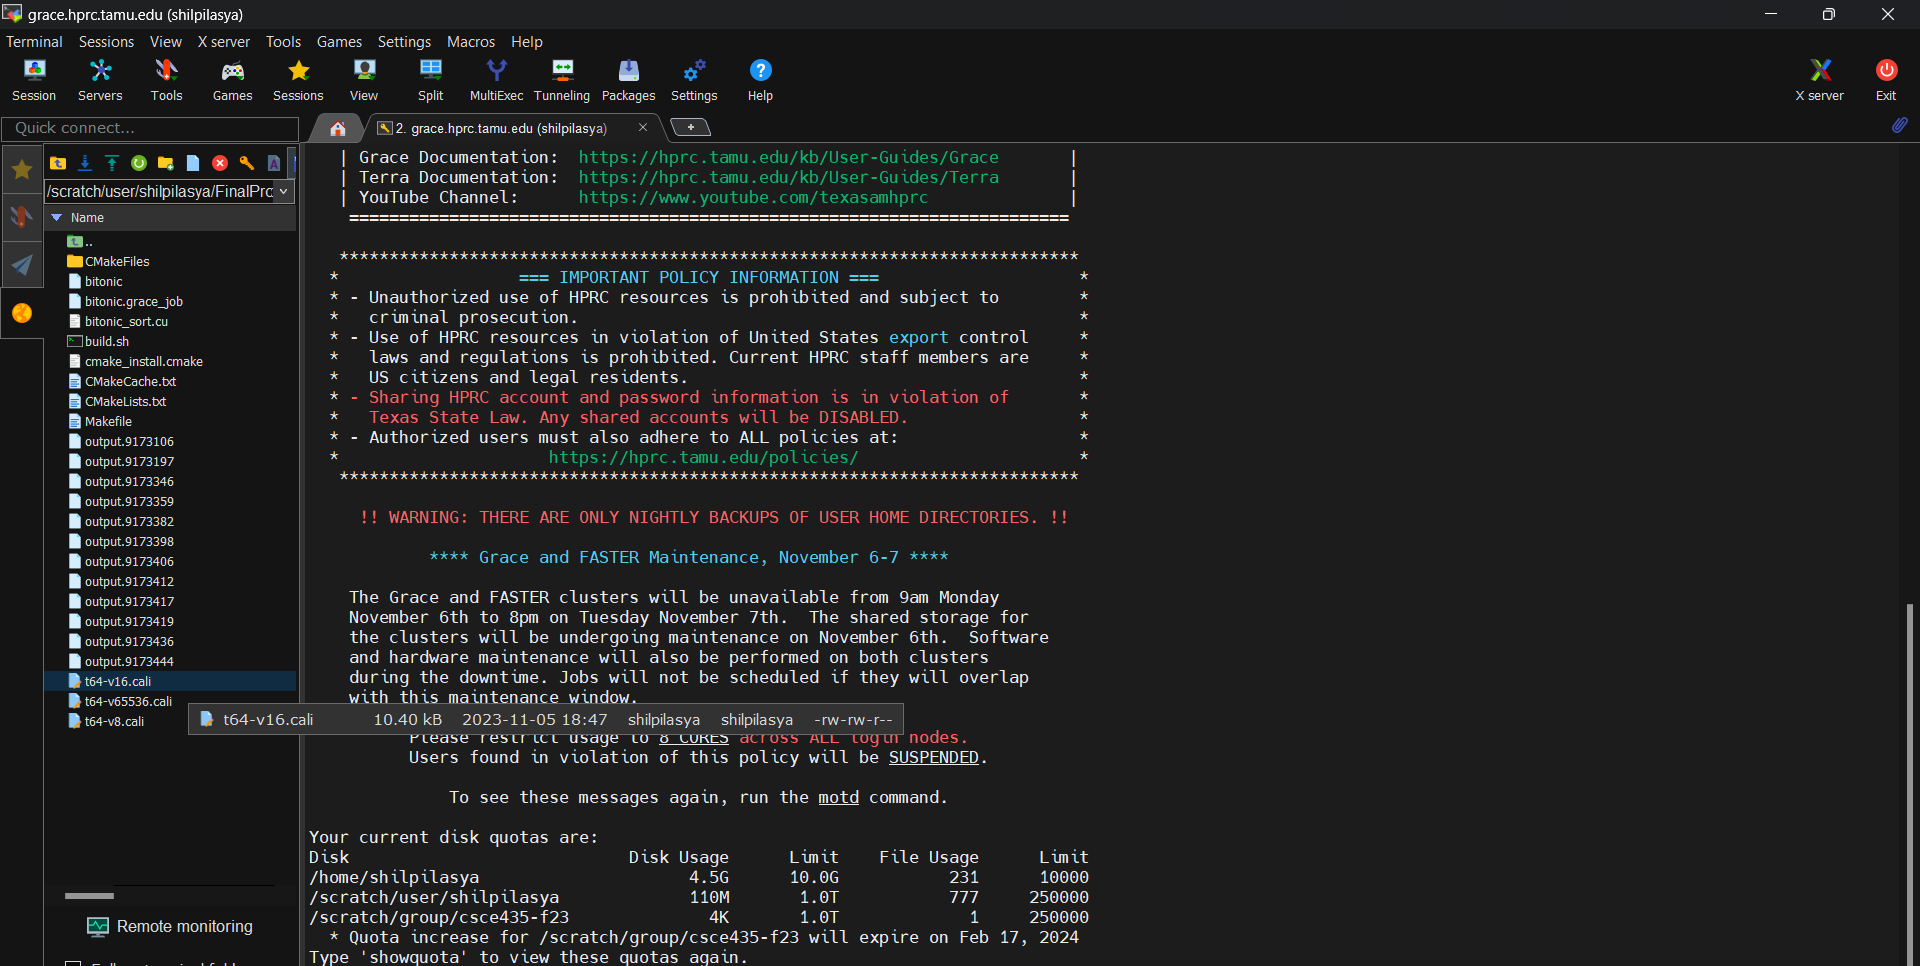 grace.hprc.tamu.edu (shilpilasya)
Terminal Sessions View X server Tools Games Settings Macros Help
Session Servers Tools Games Sessions View Split MultiExec Tunneling Packages Settings Help X server Exit
Quick connect...
2. grace.hprc.tamu.edu (shilpilasya)
/scratch/user/shilpilasya/FinalPro
Name
..
CMakeFiles
bitonic
bitonic.grace_job
bitonic_sort.cu
build.sh
cmake_install.cmake
CMakeCache.txt
CMakeLists.txt
Makefile
output.9173106
output.9173197
output.9173346
output.9173359
output.9173382
output.9173398
output.9173406
output.9173412
output.9173417
output.9173419
output.9173436
output.9173444
t64-v16.cali
t64-v65536.cali
t64-v8.cali
Remote monitoring
| Grace Documentation: https://hprc.tamu.edu/kb/User-Guides/Grace |
| Terra Documentation: https://hprc.tamu.edu/kb/User-Guides/Terra |
| YouTube Channel: https://www.youtube.com/texasamhprc |
========================================================================
**************************************************************************
* === IMPORTANT POLICY INFORMATION === *
* - Unauthorized use of HPRC resources is prohibited and subject to *
* criminal prosecution. *
* - Use of HPRC resources in violation of United States export control *
* laws and regulations is prohibited. Current HPRC staff members are *
* US citizens and legal residents. *
* - Sharing HPRC account and password information is in violation of *
* Texas State Law. Any shared accounts will be DISABLED. *
* - Authorized users must also adhere to ALL policies at: *
* https://hprc.tamu.edu/policies/ *
**************************************************************************
!! WARNING: THERE ARE ONLY NIGHTLY BACKUPS OF USER HOME DIRECTORIES. !!
**** Grace and FASTER Maintenance, November 6-7 ****
The Grace and FASTER clusters will be unavailable from 9am Monday
November 6th to 8pm on Tuesday November 7th. The shared storage for
the clusters will be undergoing maintenance on November 6th. Software
and hardware maintenance will also be performed on both clusters
during the downtime. Jobs will not be scheduled if they will overlap
with this maintenance window.
t64-v16.cali 10.40 kB 2023-11-05 18:47 shilpilasya shilpilasya -rw-rw-r--
Please restrict usage to 8 CORES across ALL login nodes.
Users found in violation of this policy will be SUSPENDED.
To see these messages again, run the motd command.
Your current disk quotas are:
Disk Disk Usage Limit File Usage Limit
/home/shilpilasya 4.5G 10.0G 231 10000
/scratch/user/shilpilasya 110M 1.0T 777 250000
/scratch/group/csce435-f23 4K 1.0T 1 250000
* Quota increase for /scratch/group/csce435-f23 will expire on Feb 17, 2024
Type 'showquota' to view these quotas again.